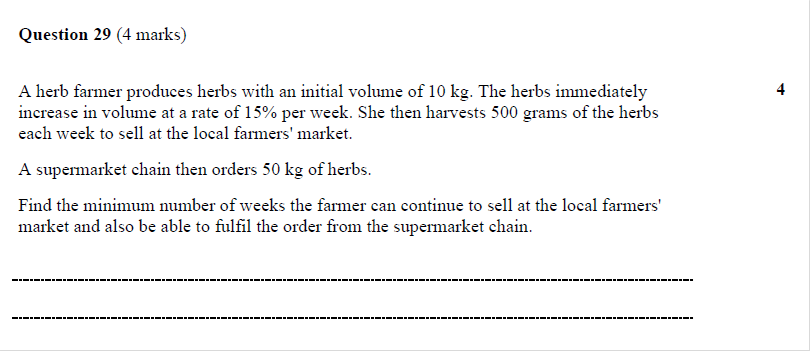 Question 29 (4 marks)
A herb farmer produces herbs with an initial volume of 10 kg. The herbs immediately 4
increase in volume at a rate of 15% per week. She then harvests 500 grams of the herbs
each week to sell at the local farmers' market.
A supermarket chain then orders 50 kg of herbs.
Find the minimum number of weeks the farmer can continue to sell at the local farmers'
market and also be able to fulfil the order from the supermarket chain.